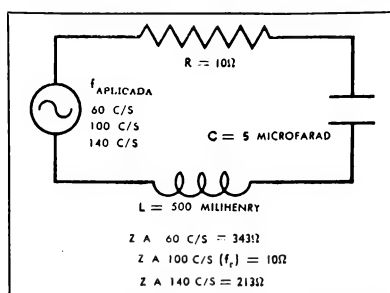 R = 10Ω
f APLICADA
60 C/S
100 C/S
140 C/S
C = 5 MICROFARAD
L = 500 MILIHENRY
Z A 60 C/S = 343Ω
Z A 100 C/S (fr) = 10Ω
Z A 140 C/S = 213Ω